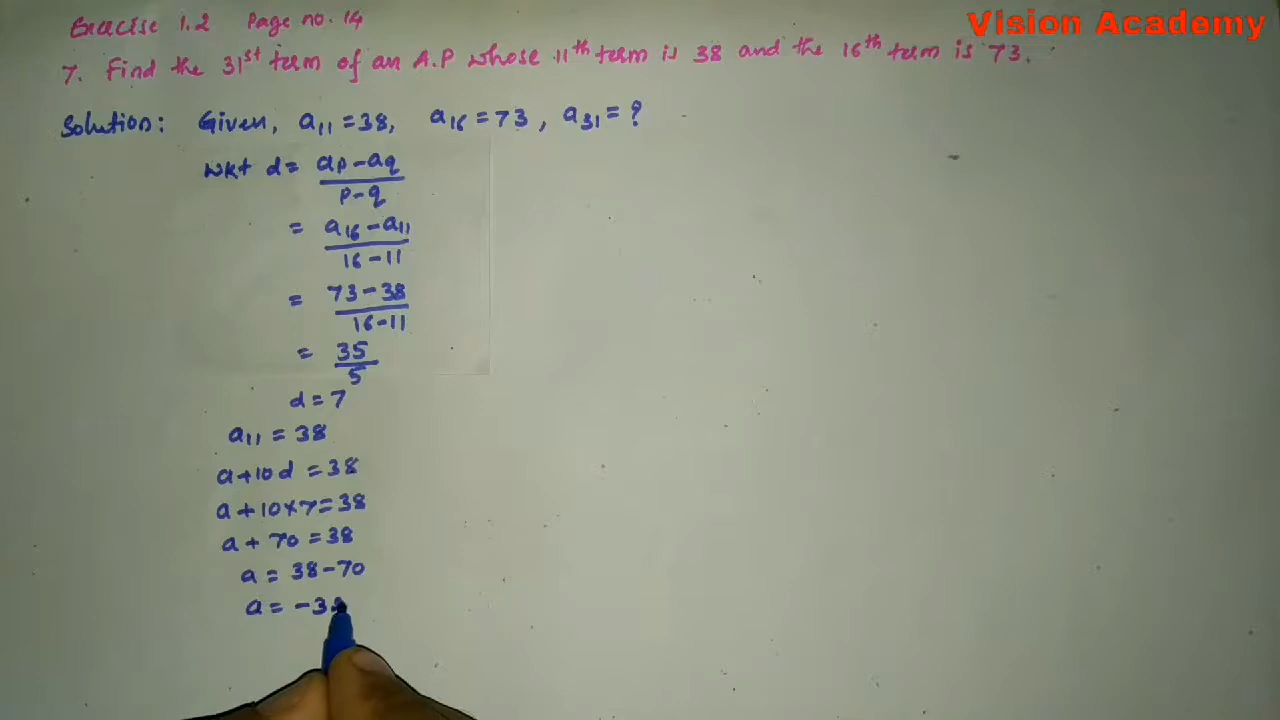 Vision Academy
Exercise 1.2 Page no. 14
7. Find the 31st term of an A.P whose 11th term is 38 and the 16th term is 73.
Solution: Given, a11 = 38, a16 = 73, a31 = ?
WKT d = ap - aq
p - q
= a16 - a11
16 - 11
= 73 - 38
16 - 11
= 35
5
d = 7
a11 = 38
a + 10d = 38
a + 10 × 7 = 38
a + 70 = 38
a = 38 - 70